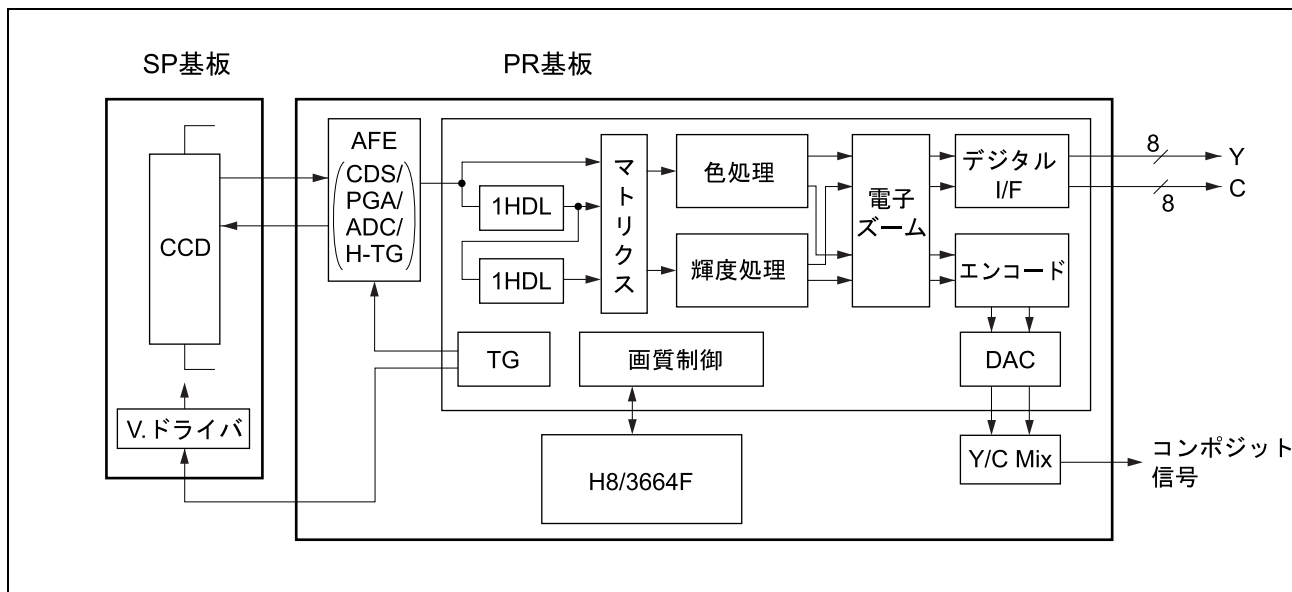 SP基板
PR基板
CCD
V.ドライバ
AFE
CDS/
PGA/
ADC/
H-TG
1HDL
1HDL
マトリクス
色処理
輝度処理
電子
ズーム
デジタル
I/F
エンコード
8
Y
8
C
TG
画質制御
DAC
H8/3664F
Y/C Mix
コンポジット
信号